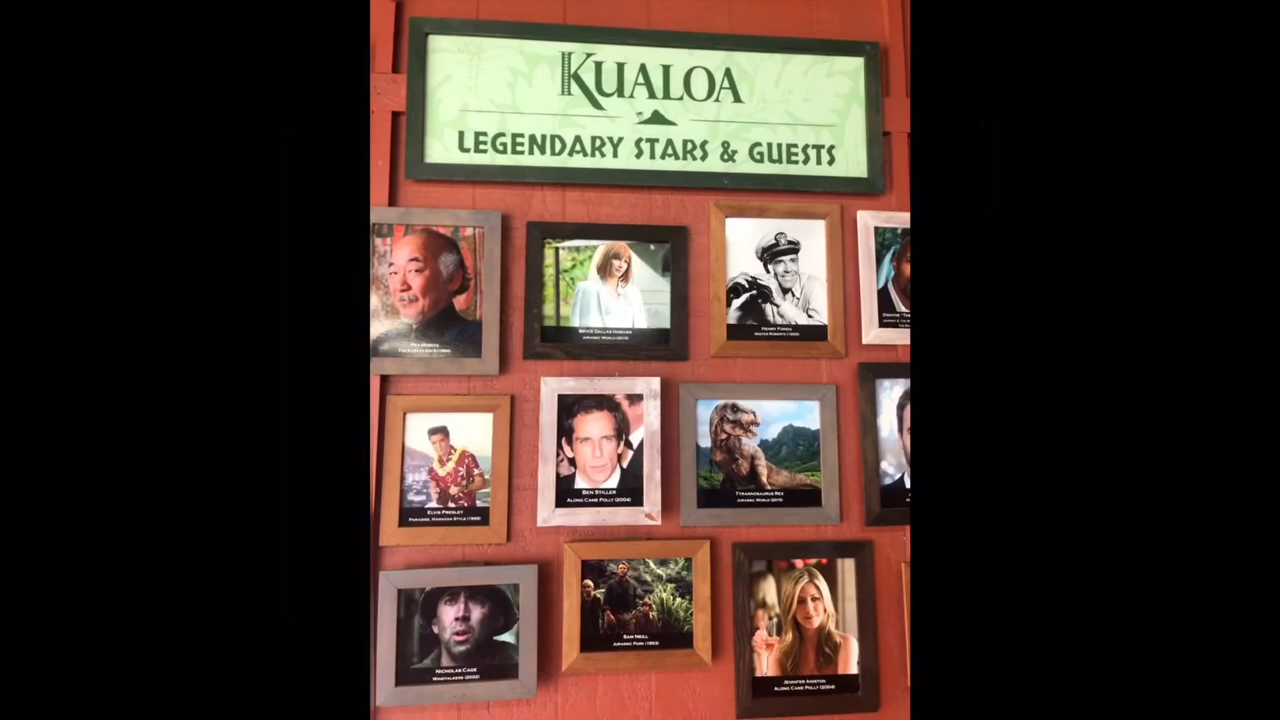 KUALOA
LEGENDARY STARS & GUESTS
PAT MORITA
BRYCE DALLAS HOWARD
JURASSIC WORLD (2015)
HENRY FONDA
MISTER ROBERTS (1955)
ELVIS PRESLEY
PARADISE, HAWAIIAN STYLE (1966)
BEN STILLER
ALONG CAME POLLY (2004)
TYRANNOSAURUS REX
JURASSIC WORLD (2015)
NICHOLAS CAGE
WINDTALKERS (2002)
SAM NEILL
JURASSIC PARK (1993)
JENNIFER ANISTON
ALONG CAME POLLY (2004)